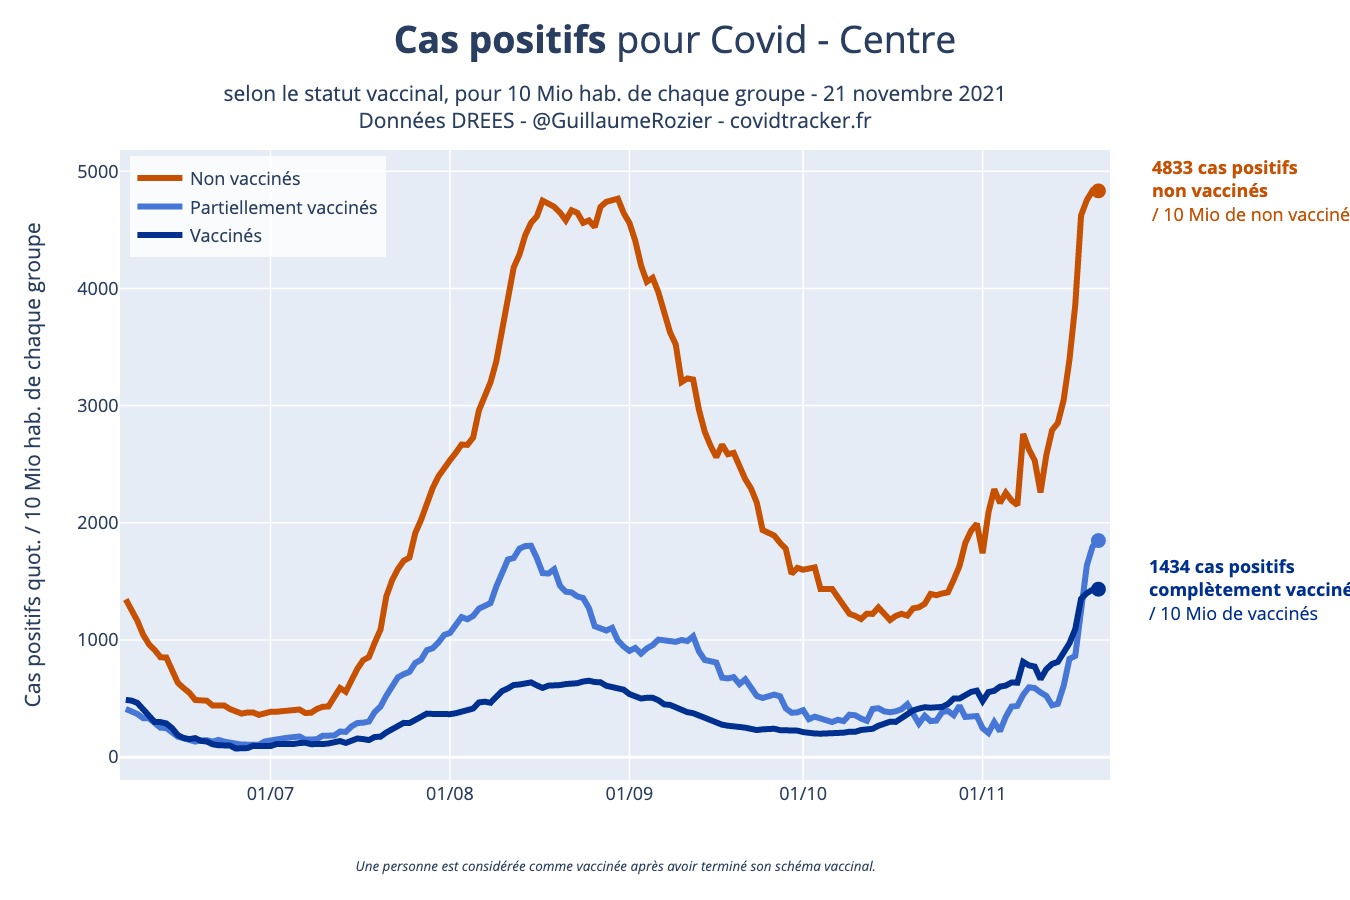 Cas positifs pour Covid - Centre
selon le statut vaccinal, pour 10 Mio hab. de chaque groupe - 21 novembre 2021
Données DREES - @GuillaumeRozier - covidtracker.fr
Cas positifs quot. / 10 Mio hab. de chaque groupe
5000
4000
3000
2000
1000
0
Non vaccinés
Partiellement vaccinés
Vaccinés
4833 cas positifs
non vaccinés
/ 10 Mio de non vacciné
1434 cas positifs
complètement vacciné
/ 10 Mio de vaccinés
01/07
01/08
01/09
01/10
01/11
Une personne est considérée comme vaccinée après avoir terminé son schéma vaccinal.